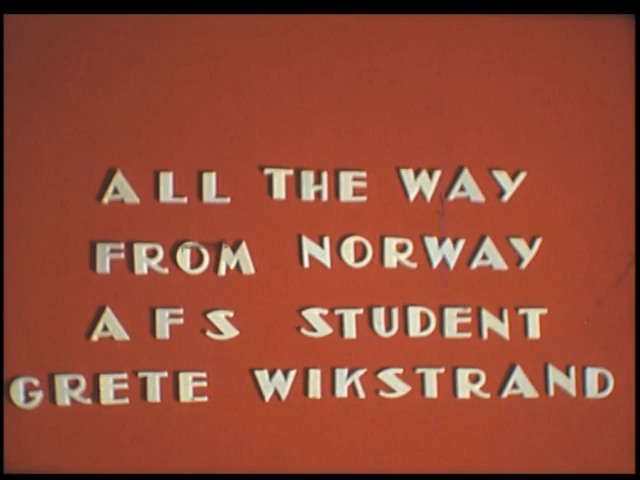 ALL THE WAY
FROM NORWAY
AFS STUDENT
GRETE WIKSTRAND